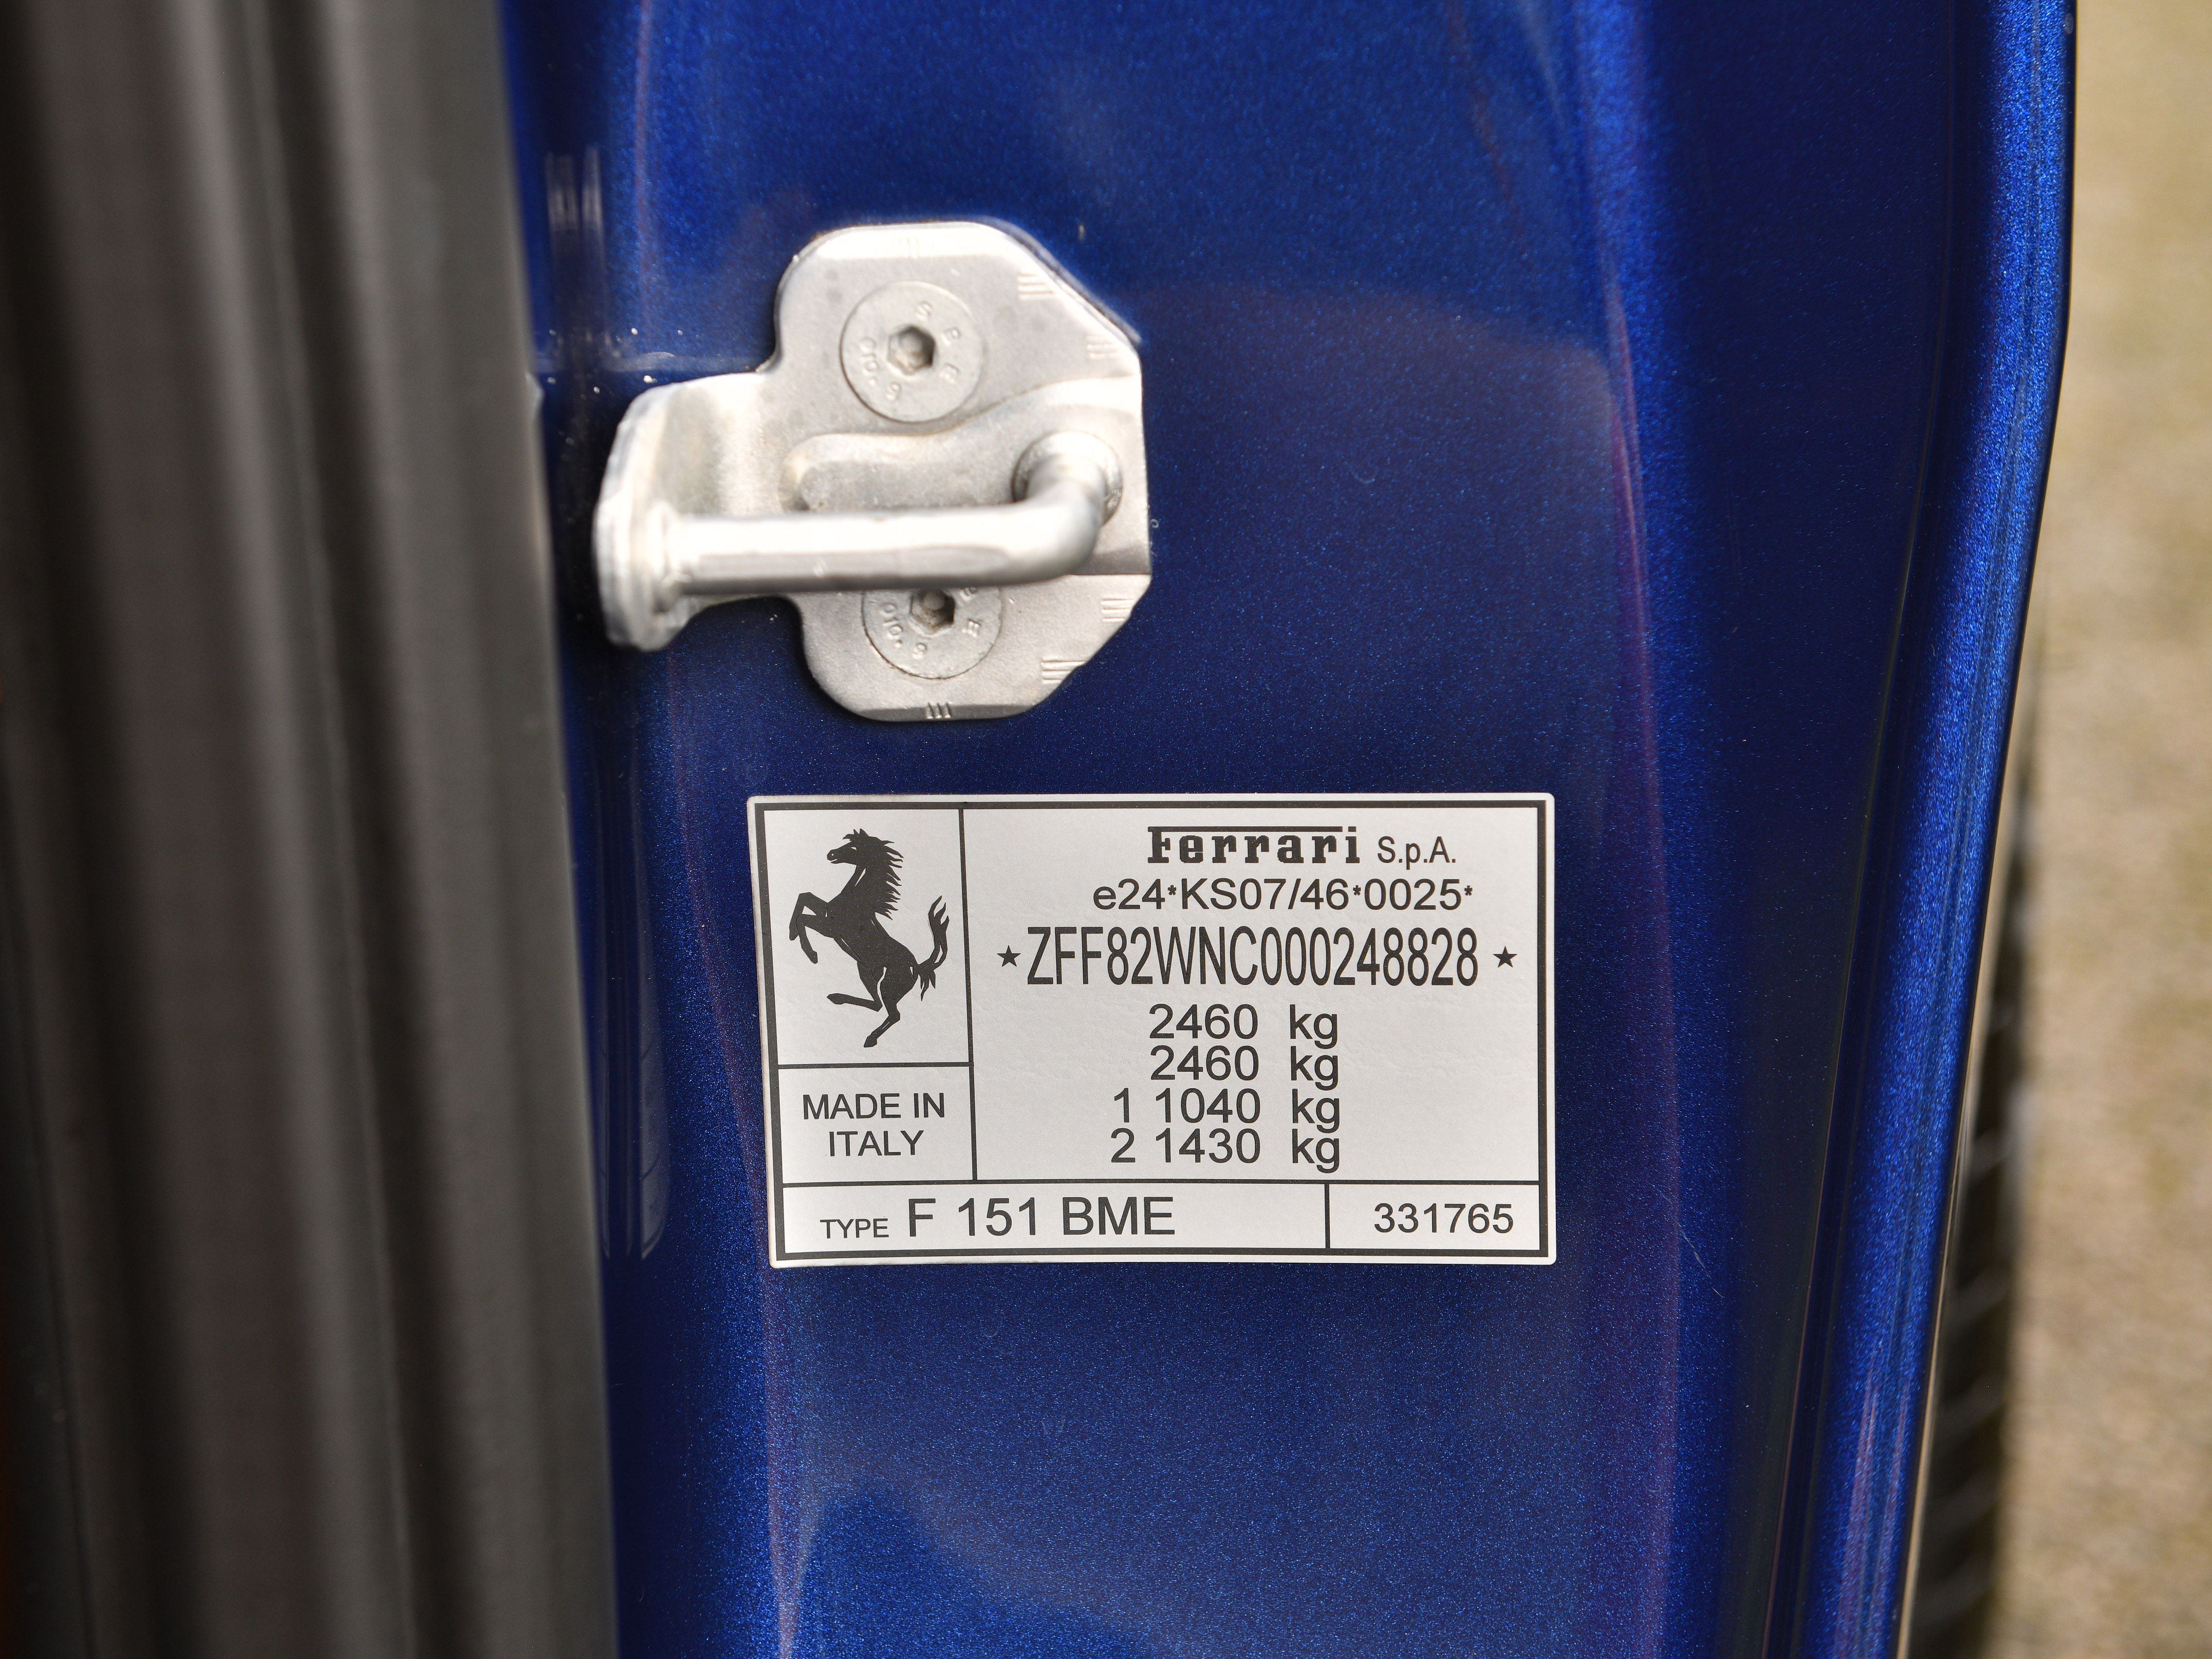 Ferrari S.p.A.
e24*KS07/46*0025*
★ZFF82WNC000248828★
2460 kg
2460 kg
1 1040 kg
2 1430 kg
MADE IN
ITALY
TYPE F 151 BME
331765